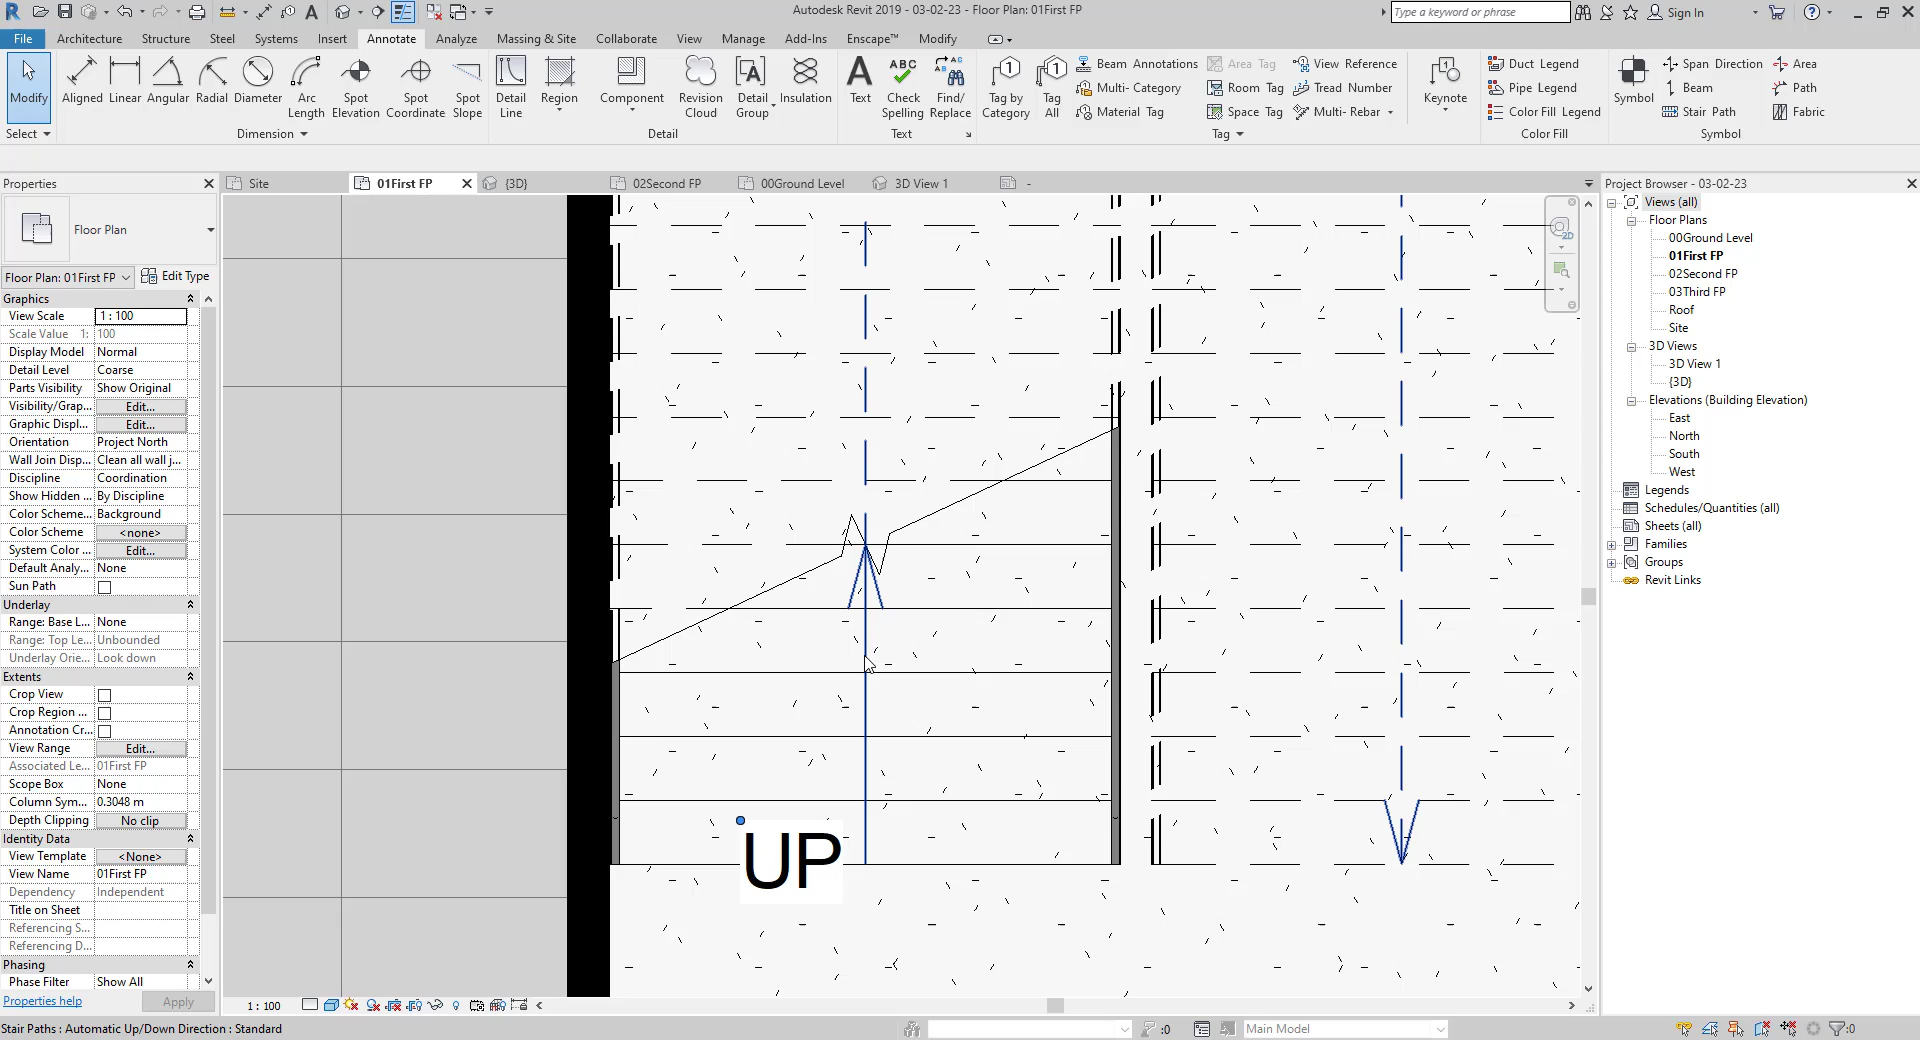 Autodesk Revit 2019 - 03-02-23 - Floor Plan: 01First FP
Type a keyword or phrase
Sign In
File Architecture Structure Steel Systems Insert Annotate Analyze Massing & Site Collaborate View Manage Add-Ins Enscape™ Modify
Modify
Aligned Linear Angular Radial Diameter
Arc Length
Spot Elevation
Spot Coordinate
Spot Slope
Detail Line
Region
Component
Revision Cloud
Detail Group
Insulation
Text
ABC
Check Spelling
Find/ Replace
Tag by Category
Tag All
Beam Annotations
Multi- Category
Material Tag
Area Tag
Room Tag
Space Tag
View Reference
Tread Number
Multi- Rebar
Keynote
Duct Legend
Pipe Legend
Color Fill Legend
Symbol
Span Direction
Beam
Stair Path
Area
Path
Fabric
Select Dimension Detail Text Tag Color Fill Symbol
Properties
Site 01First FP {3D} 02Second FP 00Ground Level 3D View 1 -
Floor Plan
Floor Plan: 01First FP Edit Type
Graphics
View Scale 1 : 100
Scale Value 1: 100
Display Model Normal
Detail Level Coarse
Parts Visibility Show Original
Visibility/Grap... Edit...
Graphic Displ... Edit...
Orientation Project North
Wall Join Disp... Clean all wall j...
Discipline Coordination
Show Hidden ... By Discipline
Color Scheme... Background
Color Scheme <none>
System Color ... Edit...
Default Analy... None
Sun Path
Underlay
Range: Base L... None
Range: Top Le... Unbounded
Underlay Orie... Look down
Extents
Crop View
Crop Region ...
Annotation Cr...
View Range Edit...
Associated Le... 01First FP
Scope Box None
Column Sym... 0.3048 m
Depth Clipping No clip
Identity Data
View Template <None>
View Name 01First FP
Dependency Independent
Title on Sheet
Referencing S...
Referencing D...
Phasing
Phase Filter Show All
Properties help Apply
UP
2D
Project Browser - 03-02-23
Views (all)
Floor Plans
00Ground Level
01First FP
02Second FP
03Third FP
Roof
Site
3D Views
3D View 1
{3D}
Elevations (Building Elevation)
East
North
South
West
Legends
Schedules/Quantities (all)
Sheets (all)
Families
Groups
Revit Links
1 : 100
Stair Paths : Automatic Up/Down Direction : Standard
:0
Main Model
:0